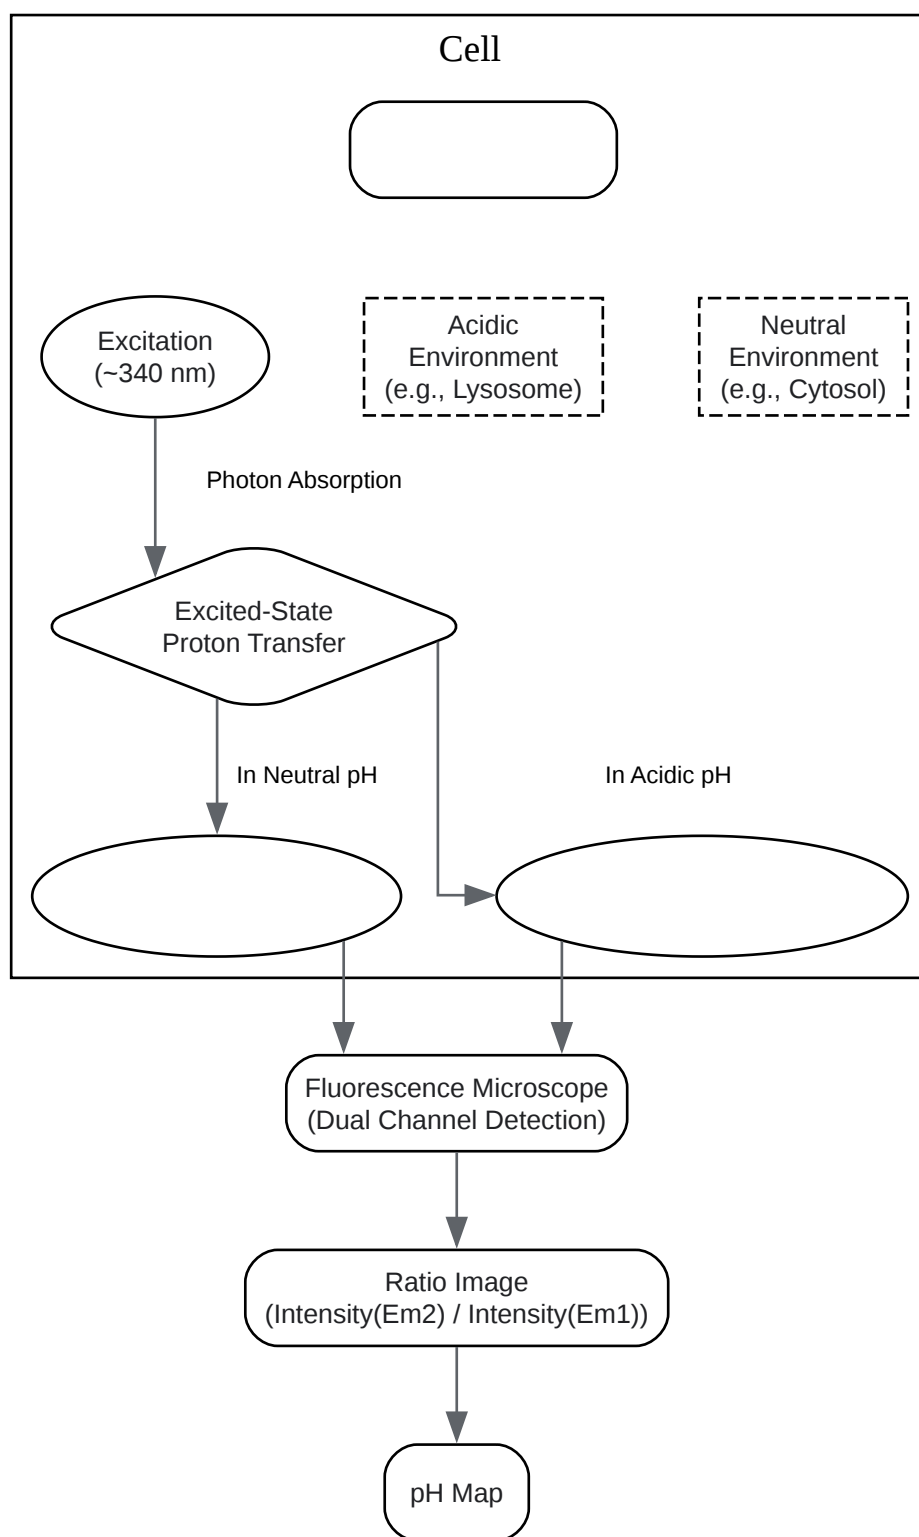 Cell
Excitation
(~340 nm)
Acidic
Environment
(e.g., Lysosome)
Neutral
Environment
(e.g., Cytosol)
Photon Absorption
Excited-State
Proton Transfer
In Neutral pH
In Acidic pH
Fluorescence Microscope
(Dual Channel Detection)
Ratio Image
(Intensity(Em2) / Intensity(Em1))
pH Map